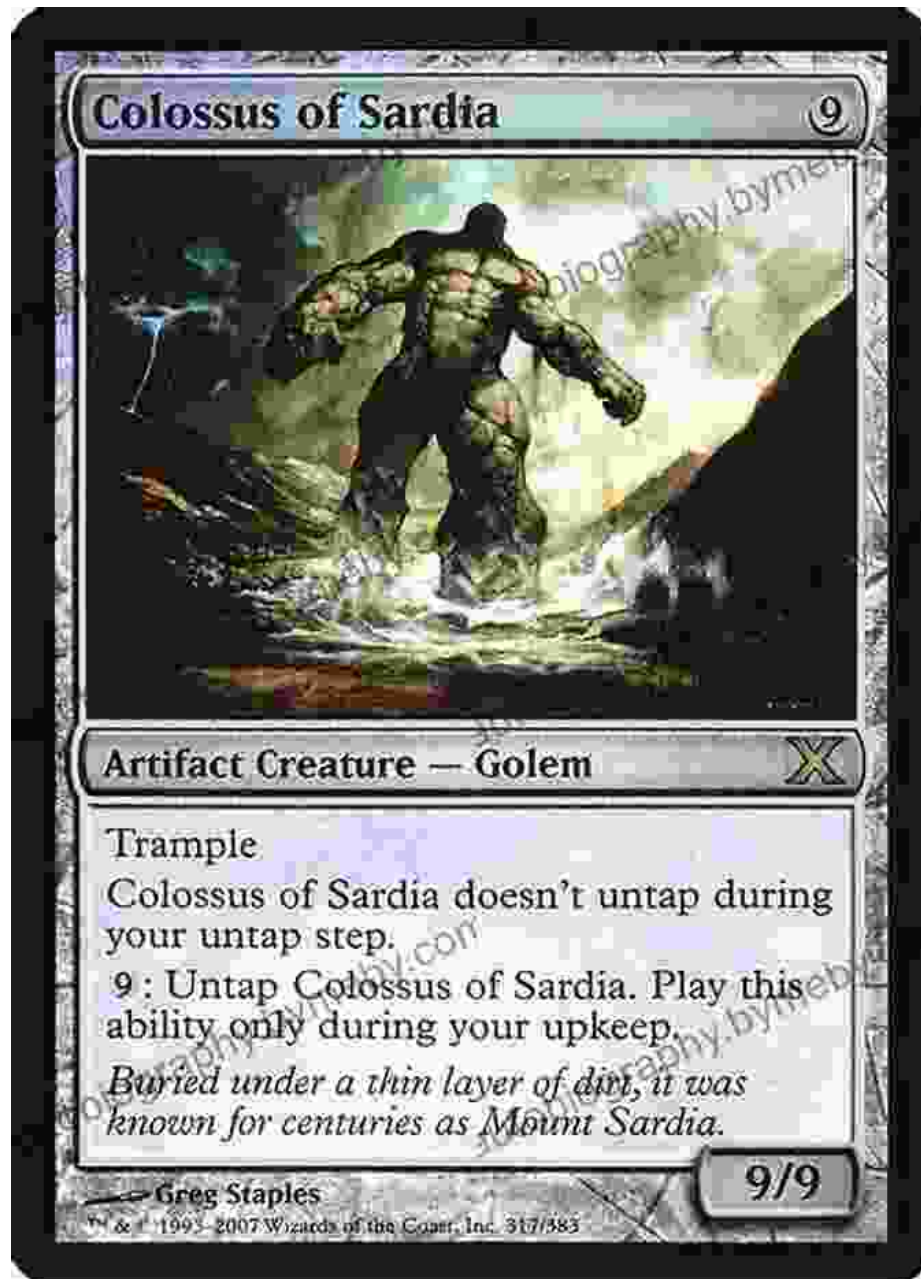 Colossus of Sardia 9
Artifact Creature — Golem
Trample
Colossus of Sardia doesn't untap during
your untap step.
9 : Untap Colossus of Sardia. Play this
ability only during your upkeep.
Buried under a thin layer of dirt, it was
known for centuries as Mount Sardia.
9/9
Greg Staples
™ & © 1993-2007 Wizards of the Coast, Inc. 317/383